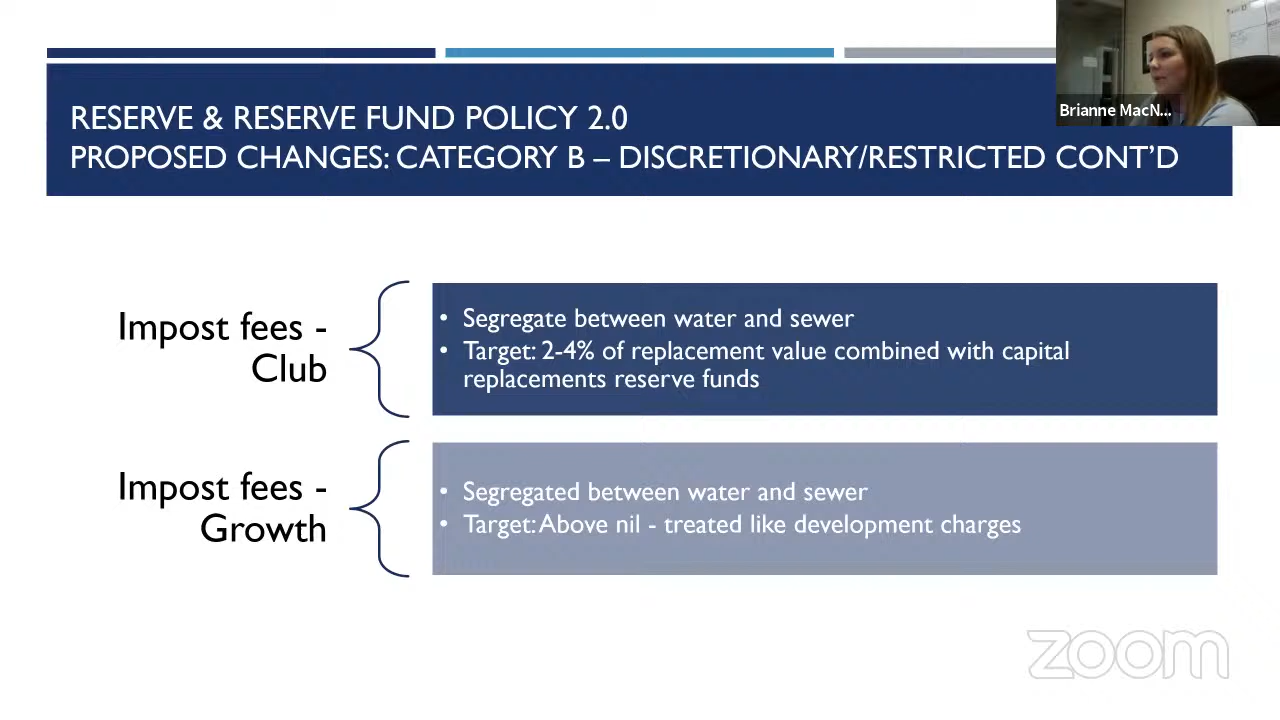 RESERVE & RESERVE FUND POLICY 2.0
PROPOSED CHANGES: CATEGORY B – DISCRETIONARY/RESTRICTED CONT'D
Brianne MacN...
Impost fees -
Club
• Segregate between water and sewer
• Target: 2-4% of replacement value combined with capital
replacements reserve funds
Impost fees -
Growth
• Segregated between water and sewer
• Target: Above nil - treated like development charges
zoom